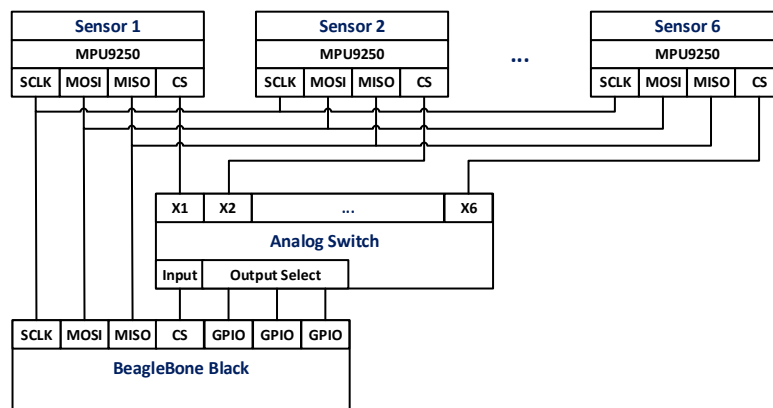 Sensor 1 Sensor 2 Sensor 6
MPU9250 MPU9250 ... MPU9250
SCLK MOSI MISO CS SCLK MOSI MISO CS SCLK MOSI MISO CS
X1 X2 ... X6
Analog Switch
Input Output Select
SCLK MOSI MISO CS GPIO GPIO GPIO
BeagleBone Black